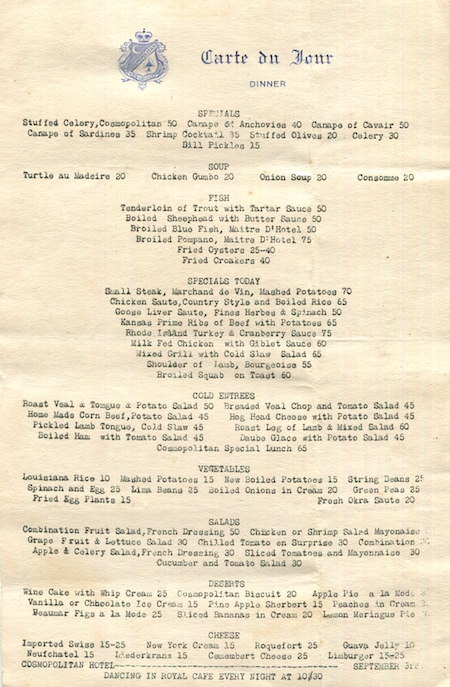 Carte du Jour
DINNER
SPECIALS
Stuffed Celery,Cosmopolitan 50 Canape of Anchovies 40 Canape of Cavair 50
Canape of Sardines 35 Shrimp Cocktail 35 Stuffed Olives 20 Celery 30
Dill Pickles 15
SOUP
Turtle au Madeire 20 Chicken Gumbo 20 Onion Soup 20 Consomme 20
FISH
Tenderloin of Trout with Tartar Sauce 50
Boiled Sheephead with Butter Sauce 50
Broiled Blue Fish, Maitre D'Hotel 50
Broiled Pompano, Maitre D'Hotel 75
Fried Oysters 25-40
Fried Croakers 40
SPECIALS TODAY
Small Steak, Marchand de Vin, Mashed Potatoes 70
Chicken Saute,Country Style and Boiled Rice 65
Goose Liver Saute, Fines Herbes & Spinach 50
Kansas Prime Ribs of Beef with Potatoes 65
Rhode Island Turkey & Cranberry Sauce 75
Milk Fed Chicken with Giblet Sauce 60
Mixed Grill with Cold Slaw Salad 65
Shoulder of Lamb, Bourgeoise 55
Broiled Squab on Toast 60
COLD ENTREES
Roast Veal & Tongue & Potato Salad 50 Breaded Veal Chop and Tomato Salad 45
Home Made Corn Beef,Potato Salad 45 Hog Head Cheese with Potato Salad 45
Pickled Lamb Tongue, Cold Slaw 45 Roast Leg of Lamb & Mixed Salad 60
Boiled Ham with Tomato Salad 45 Daube Glace with Potato Salad 45
Cosmopolitan Special Lunch 65
VEGETABLES
Louisiana Rice 10 Mashed Potatoes 15 New Boiled Potatoes 15 String Beans 25
Spinach and Egg 25 Lima Beans 25 Boiled Onions in Cream 20 Green Peas 25
Fried Egg Plants 15 Fresh Okra Saute 20
SALADS
Combination Fruit Salad,French Dressing 50 Chicken or Shrimp Salad Mayonaise
Grape Fruit & Lettuce Salad 30 Chilled Tomato en Surprise 30 Combination
Apple & Celery Salad,French Dressing 30 Sliced Tomatoes and Mayonnaise
Cucumber and Tomato Salad 30
DESERTS
Wine Cake with Whip Cream 25 Cosmopolitan Biscuit 20 Apple Pie a la Mode
Vanilla or Chocolate Ice Cream 15 Pine Apple Sherbert 15 Peaches in Cream
Beaumar Figs a la Mode 25 Sliced Bananas in Cream 20 Lemon Meringue Pie
CHEESE
Imported Swiss 15-25 New York Cream 15 Roquefort 25 Guava Jelly 10
Neufchatel 15 Liederkrans 15 Camembert Cheese 25 Limburger 15-25
COSMOPOLITAN HOTEL------------------------------------------SEPTEMBER
DANCING IN ROYAL CAFE EVERY NIGHT AT 10/30